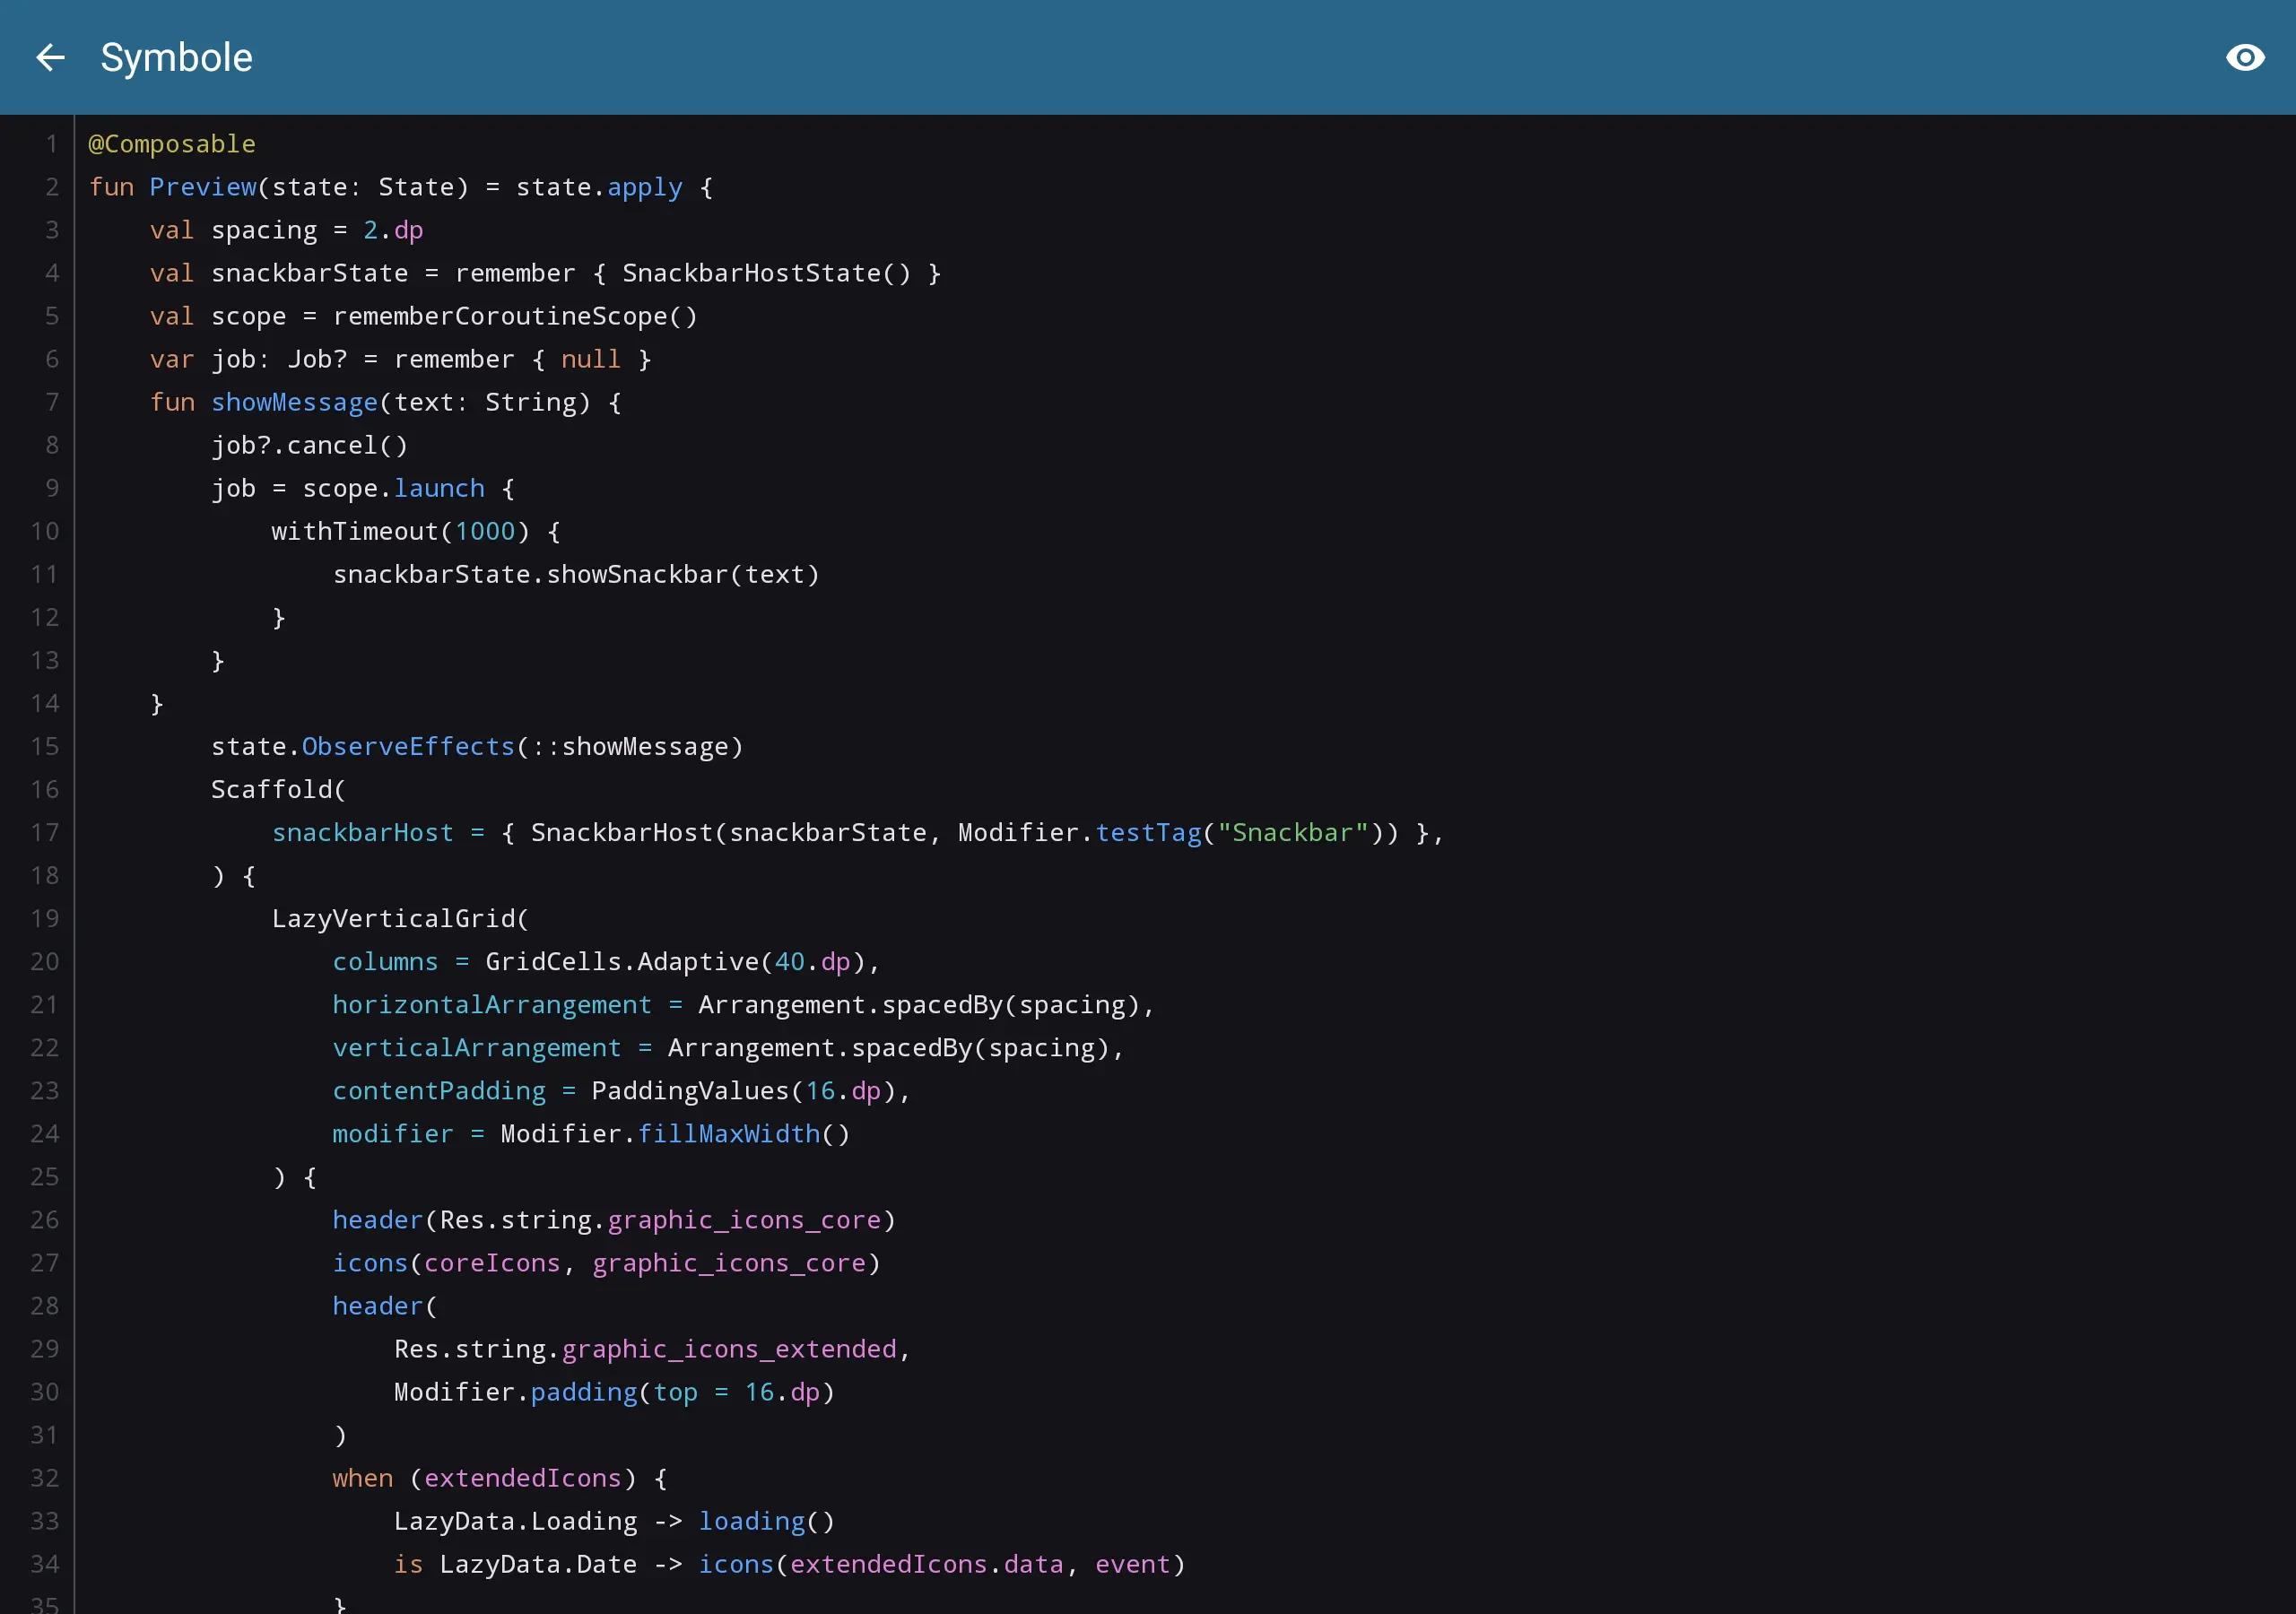 Symbole
1 @Composable
2 fun Preview(state: State) = state.apply {
3     val spacing = 2.dp
4     val snackbarState = remember { SnackbarHostState() }
5     val scope = rememberCoroutineScope()
6     var job: Job? = remember { null }
7     fun showMessage(text: String) {
8         job?.cancel()
9         job = scope.launch {
10             withTimeout(1000) {
11                 snackbarState.showSnackbar(text)
12             }
13         }
14     }
15         state.ObserveEffects(::showMessage)
16         Scaffold(
17             snackbarHost = { SnackbarHost(snackbarState, Modifier.testTag("Snackbar")) },
18         ) {
19             LazyVerticalGrid(
20                 columns = GridCells.Adaptive(40.dp),
21                 horizontalArrangement = Arrangement.spacedBy(spacing),
22                 verticalArrangement = Arrangement.spacedBy(spacing),
23                 contentPadding = PaddingValues(16.dp),
24                 modifier = Modifier.fillMaxWidth()
25             ) {
26                 header(Res.string.graphic_icons_core)
27                 icons(coreIcons, graphic_icons_core)
28                 header(
29                     Res.string.graphic_icons_extended,
30                     Modifier.padding(top = 16.dp)
31                 )
32                 when (extendedIcons) {
33                     LazyData.Loading -> loading()
34                     is LazyData.Date -> icons(extendedIcons.data, event)
35                 }